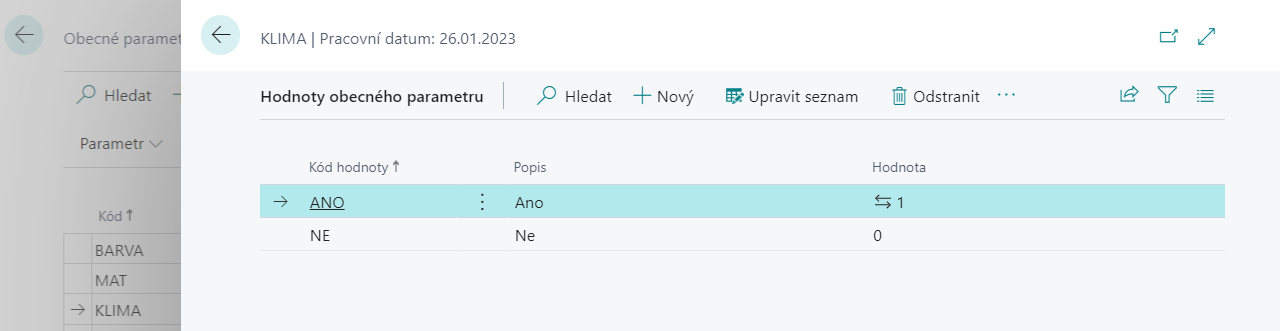 Obecné paramet
Hledat
Parametr
Kód
BARVA
MAT
KLIMA
KLIMA | Pracovní datum: 26.01.2023
Hodnoty obecného parametru
Hledat
Nový
Upravit seznam
Odstranit
Kód hodnoty Popis Hodnota
ANO Ano 1
NE Ne 0